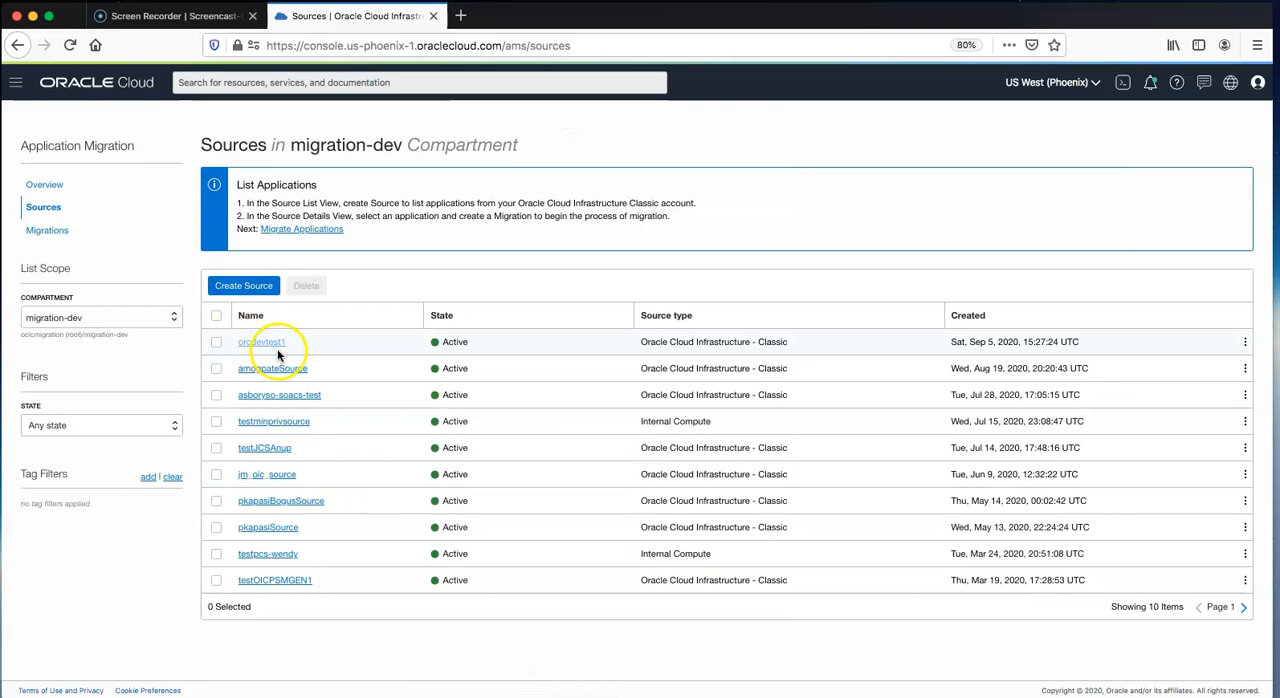 Screen Recorder | Screencast-O
Sources | Oracle Cloud Infrastr
https://console.us-phoenix-1.oraclecloud.com/ams/sources
80%
ORACLE Cloud
Search for resources, services, and documentation
US West (Phoenix)
Application Migration
Overview
Sources
Migrations
List Scope
COMPARTMENT
migration-dev
ocicmigration (root)/migration-dev
Filters
STATE
Any state
Tag Filters
add | clear
no tag filters applied
Sources in migration-dev Compartment
List Applications
1. In the Source List View, create Source to list applications from your Oracle Cloud Infrastructure Classic account.
2. In the Source Details View, select an application and create a Migration to begin the process of migration.
Next: Migrate Applications
Create Source
Delete
Name State Source type Created
orcdevtest1 Active Oracle Cloud Infrastructure - Classic Sat, Sep 5, 2020, 15:27:24 UTC
Active Oracle Cloud Infrastructure - Classic Wed, Aug 19, 2020, 20:20:43 UTC
asboryso-soacs-test Active Oracle Cloud Infrastructure - Classic Tue, Jul 28, 2020, 17:05:15 UTC
testminprivsource Active Internal Compute Wed, Jul 15, 2020, 23:08:47 UTC
testJCSAnup Active Oracle Cloud Infrastructure - Classic Tue, Jul 14, 2020, 17:48:16 UTC
jm_oic_source Active Oracle Cloud Infrastructure - Classic Tue, Jun 9, 2020, 12:32:22 UTC
pkapasiBogusSource Active Oracle Cloud Infrastructure - Classic Thu, May 14, 2020, 00:02:42 UTC
pkapasiSource Active Oracle Cloud Infrastructure - Classic Wed, May 13, 2020, 22:24:24 UTC
testpcs-wendy Active Internal Compute Tue, Mar 24, 2020, 20:51:08 UTC
testOICPSMGEN1 Active Oracle Cloud Infrastructure - Classic Thu, Mar 19, 2020, 17:28:53 UTC
0 Selected
Showing 10 Items
Page 1
Terms of Use and Privacy
Cookie Preferences
Copyright © 2020, Oracle and/or its affiliates. All rights reserved.